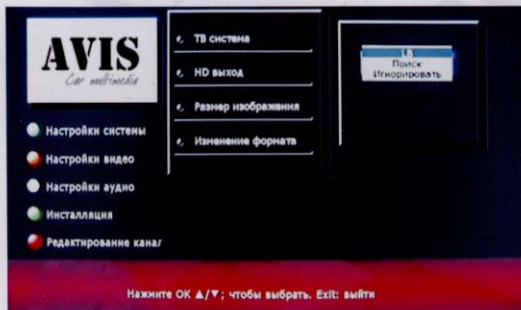 AVIS
Car multimedia
Настройки системы
Настройки видео
Настройки аудио
Инсталляция
Редактирование канал
ТВ система
HD выход
Размер изображения
Изменение формата
Поиск
Игнорировать
Нажмите OK ▲/▼; чтобы выбрать. Exit: выйти